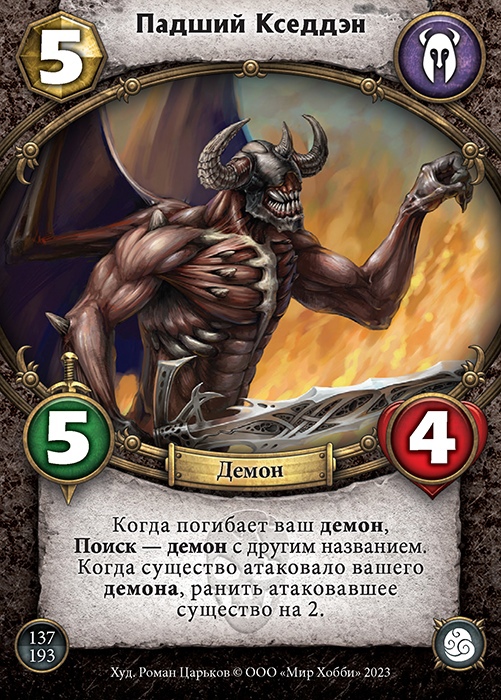 Падший Кседдэн
5
5
4
Демон
Когда погибает ваш демон,
Поиск — демон с другим названием.
Когда существо атаковало вашего
демона, ранить атаковавшее
существо на 2.
137
193
Худ. Роман Царьков © ООО «Мир Хобби» 2023